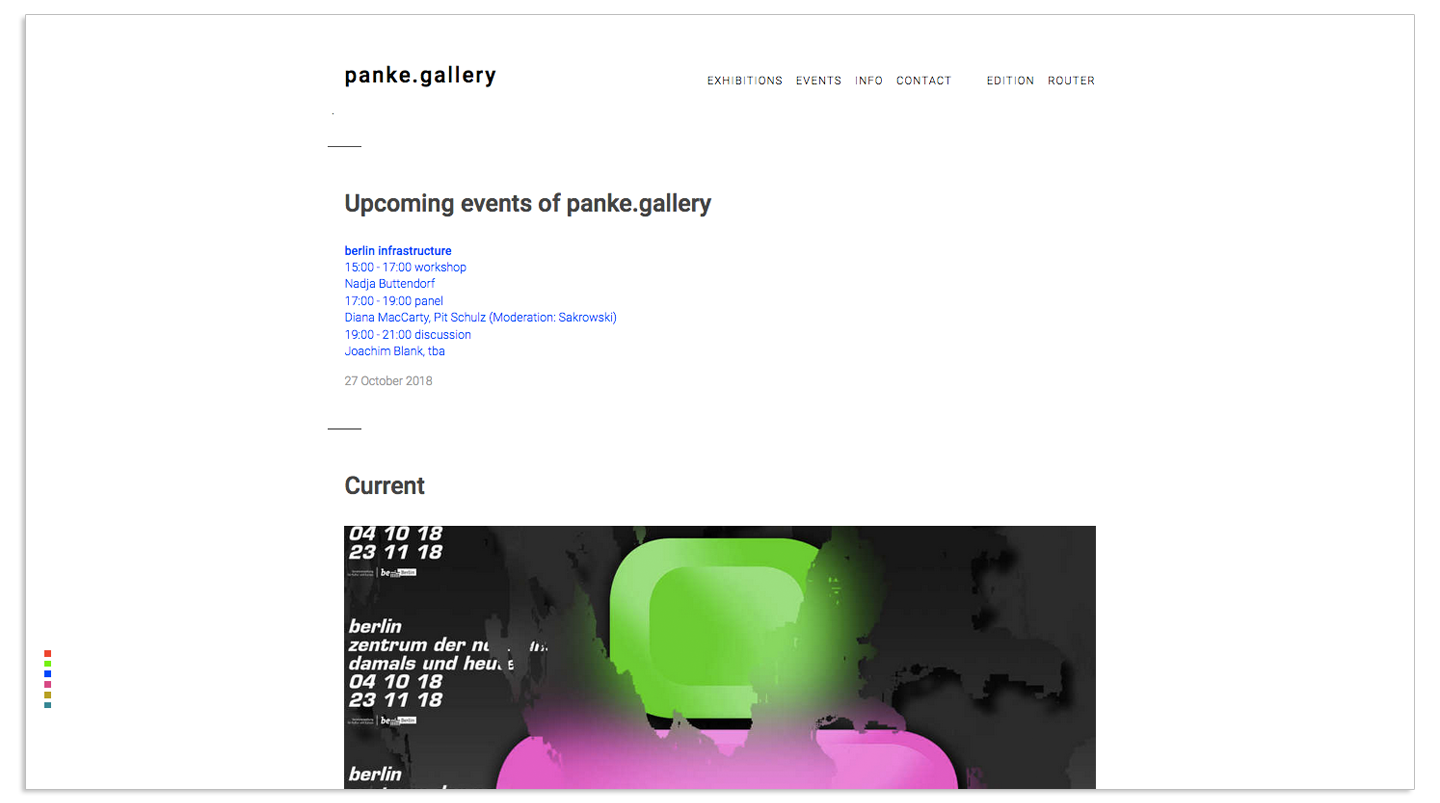 panke.gallery
EXHIBITIONS EVENTS INFO CONTACT EDITION ROUTER
Upcoming events of panke.gallery
berlin infrastructure
15:00 - 17:00 workshop
Nadja Buttendorf
17:00 - 19:00 panel
Diana MacCarty, Pit Schulz (Moderation: Sakrowski)
19:00 - 21:00 discussion
Joachim Blank, tba
27 October 2018
Current
04 10 18
23 11 18
berlin
zentrum der
damals und heute
04 10 18
23 11 18
berlin